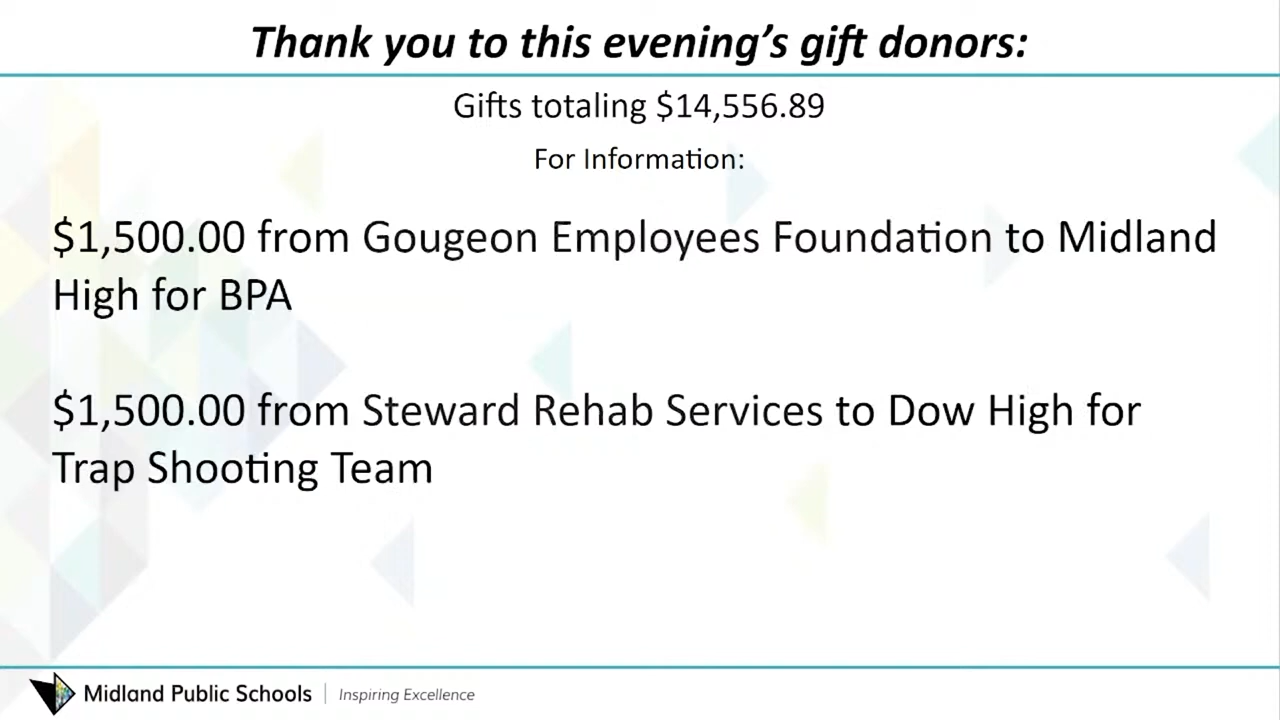 Thank you to this evening’s gift donors:
Gifts totaling $14,556.89
For Information:
$1,500.00 from Gougeon Employees Foundation to Midland
High for BPA
$1,500.00 from Steward Rehab Services to Dow High for
Trap Shooting Team
Midland Public Schools | Inspiring Excellence